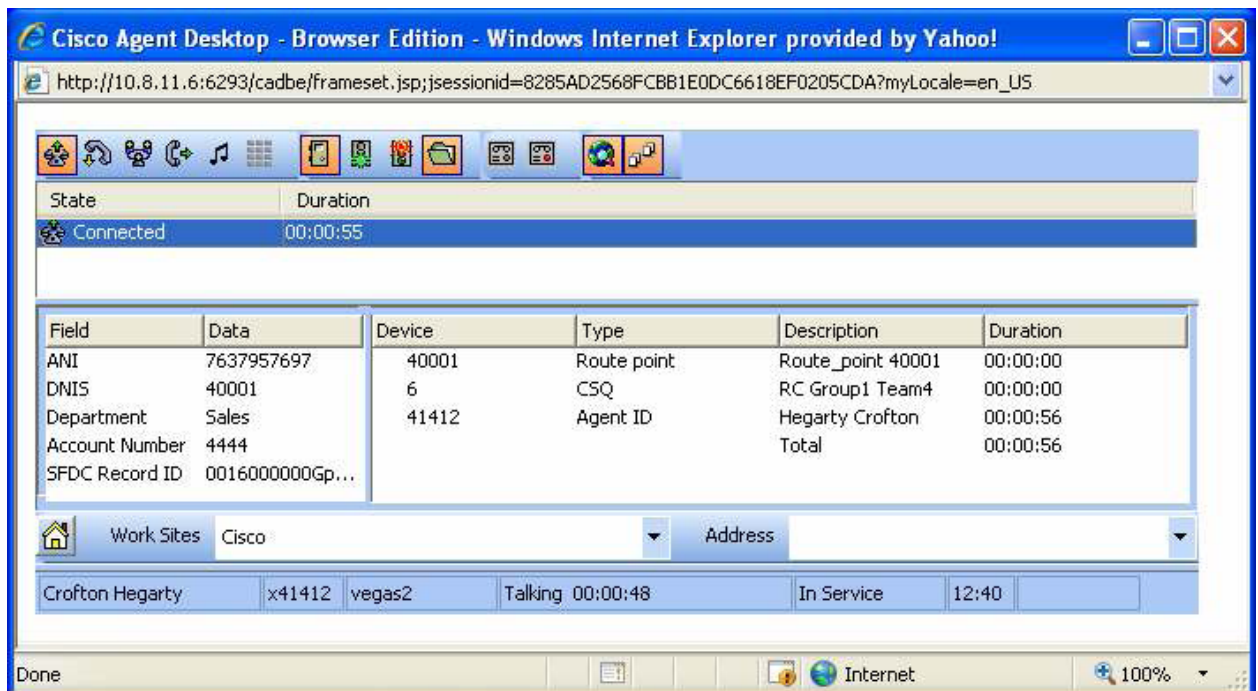 Cisco Agent Desktop - Browser Edition - Windows Internet Explorer provided by Yahoo!
http://10.8.11.6:6293/cadbe/frameset.jsp;jsessionid=8285AD2568FCBB1E0DC6618EF0205CDA?myLocale=en_US
State Duration
Connected 00:00:55
Field Data Device Type Description Duration
ANI 7637957697 40001 Route point Route_point 40001 00:00:00
DNIS 40001 6 CSQ RC Group1 Team4 00:00:00
Department Sales 41412 Agent ID Hegarty Crofton 00:00:56
Account Number 4444 Total 00:00:56
SFDC Record ID 0016000000Gp...
Work Sites Cisco Address
Crofton Hegarty x41412 vegas2 Talking 00:00:48 In Service 12:40
Done Internet 100%